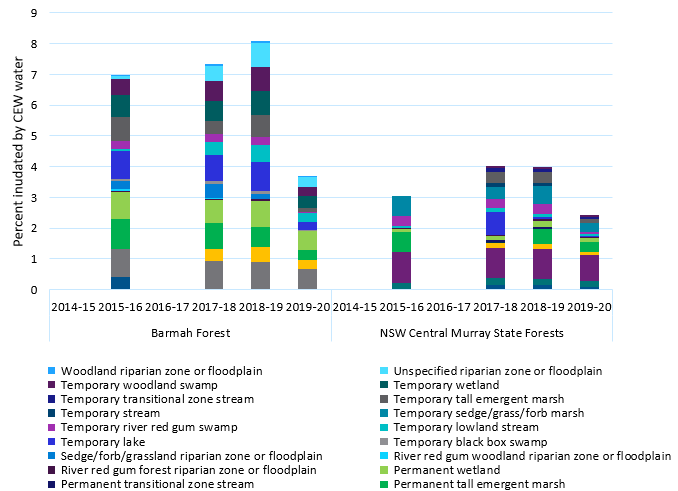 Percent inudated by CEW water
9
8
7
6
5
4
3
2
1
0
2014-15 2015-16 2016-17 2017-18 2018-19 2019-20 2014-15 2015-16 2016-17 2017-18 2018-19 2019-20
Barmah Forest NSW Central Murray State Forests
Woodland riparian zone or floodplain Unspecified riparian zone or floodplain
Temporary woodland swamp Temporary wetland
Temporary transitional zone stream Temporary tall emergent marsh
Temporary stream Temporary sedge/grass/forb marsh
Temporary river red gum swamp Temporary lowland stream
Temporary lake Temporary black box swamp
Sedge/forb/grassland riparian zone or floodplain River red gum woodland riparian zone or floodplain
River red gum forest riparian zone or floodplain Permanent wetland
Permanent transitional zone stream Permanent tall emergent marsh